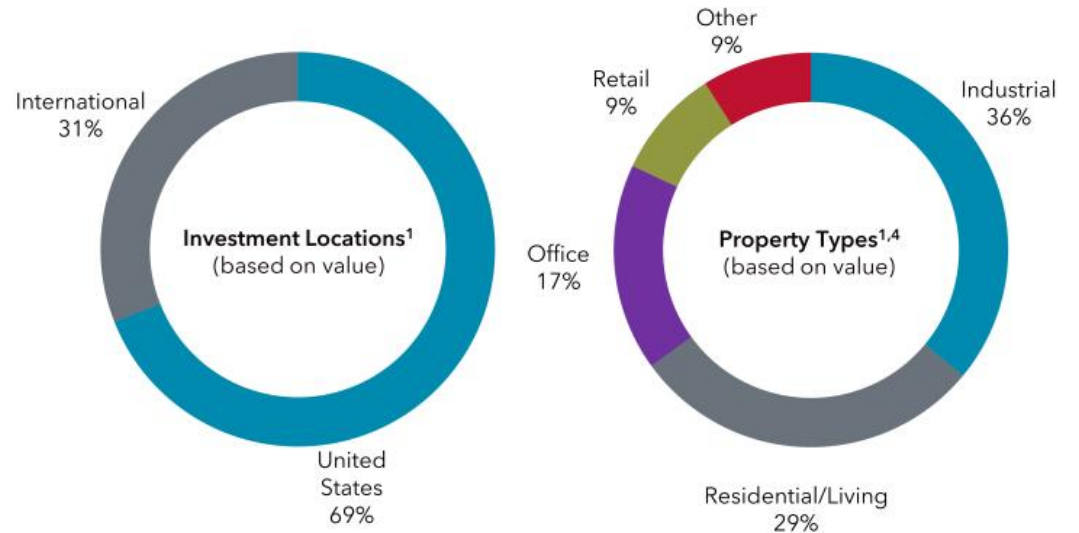 International
31%
Investment Locations¹
(based on value)
United
States
69%
Other
9%
Retail
9%
Industrial
36%
Office
17%
Property Types¹,⁴
(based on value)
Residential/Living
29%